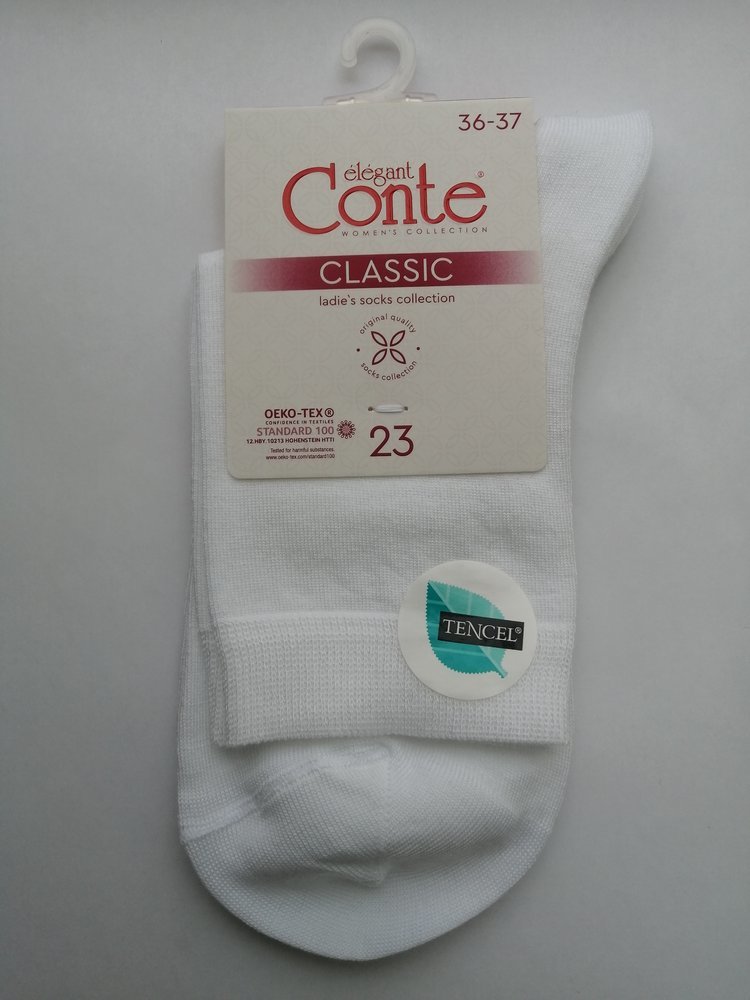 36-37
élégant
Conte®
WOMEN'S COLLECTION
CLASSIC
ladie`s socks collection
original quality
socks collection
OEKO-TEX®
CONFIDENCE IN TEXTILES
STANDARD 100
12.HBY.10213 HOHENSTEIN HTTI
Tested for harmful substances.
www.oeko-tex.com/standard100
23
TENCEL®